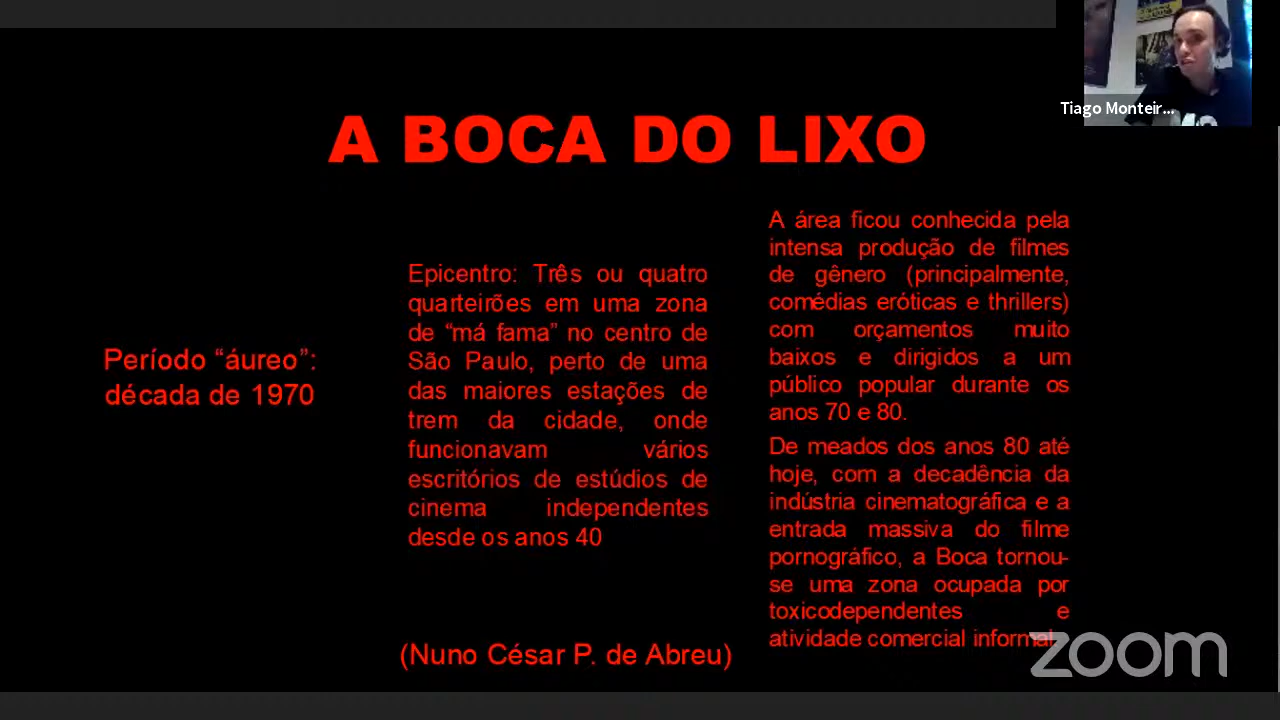 Tiago Monteir...
A BOCA DO LIXO
Período “áureo”:
década de 1970
Epicentro: Três ou quatro
quarteirões em uma zona
de “má fama” no centro de
São Paulo, perto de uma
das maiores estações de
trem da cidade, onde
funcionavam vários
escritórios de estúdios de
cinema independentes
desde os anos 40
(Nuno César P. de Abreu)
A área ficou conhecida pela
intensa produção de filmes
de gênero (principalmente,
comédias eróticas e thrillers)
com orçamentos muito
baixos e dirigidos a um
público popular durante os
anos 70 e 80.
De meados dos anos 80 até
hoje, com a decadência da
indústria cinematográfica e a
entrada massiva do filme
pornográfico, a Boca tornou-
se uma zona ocupada por
toxicodependentes e
atividade comercial informal.
zoom